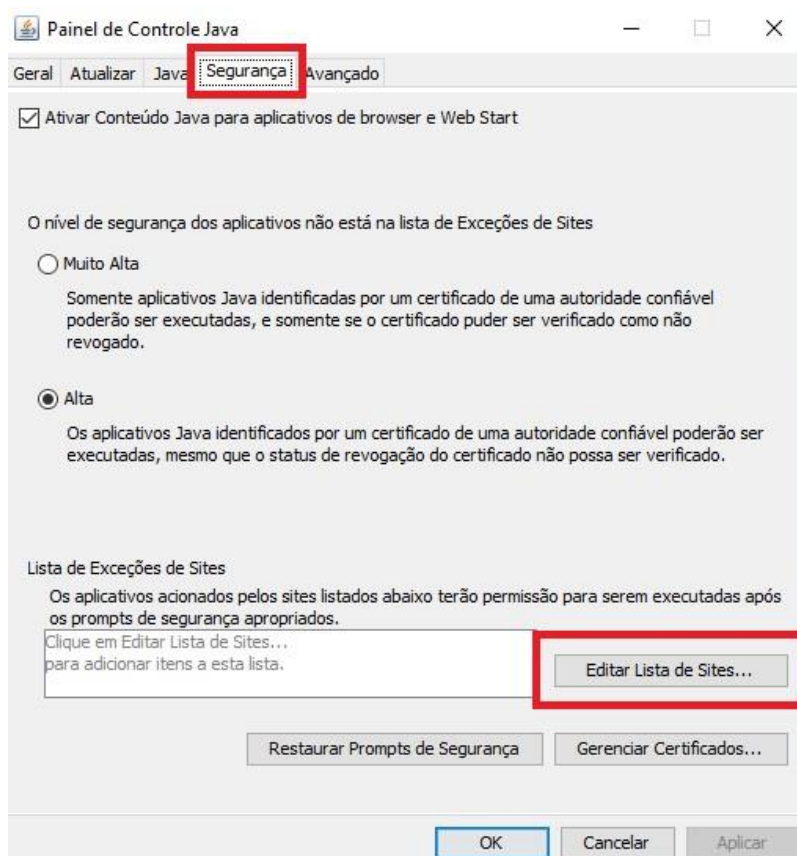 Painel de Controle Java
Geral Atualizar Java Segurança Avançado
Ativar Conteúdo Java para aplicativos de browser e Web Start
O nível de segurança dos aplicativos não está na lista de Exceções de Sites
Muito Alta
Somente aplicativos Java identificadas por um certificado de uma autoridade confiável
poderão ser executadas, e somente se o certificado puder ser verificado como não
revogado.
Alta
Os aplicativos Java identificados por um certificado de uma autoridade confiável poderão ser
executadas, mesmo que o status de revogação do certificado não possa ser verificado.
Lista de Exceções de Sites
Os aplicativos acionados pelos sites listados abaixo terão permissão para serem executadas após
os prompts de segurança apropriados.
Clique em Editar Lista de Sites...
para adicionar itens a esta lista.
Editar Lista de Sites...
Restaurar Prompts de Segurança Gerenciar Certificados...
OK Cancelar Aplicar